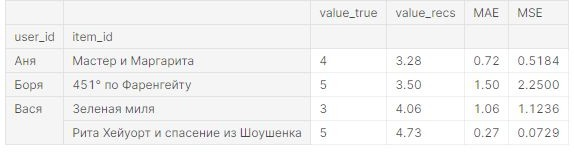 value_true value_recs MAE MSE
user_id item_id
Аня Мастер и Маргарита 4 3.28 0.72 0.5184
Боря 451° по Фаренгейту 5 3.50 1.50 2.2500
Вася Зеленая миля 3 4.06 1.06 1.1236
Рита Хейуорт и спасение из Шоушенка 5 4.73 0.27 0.0729